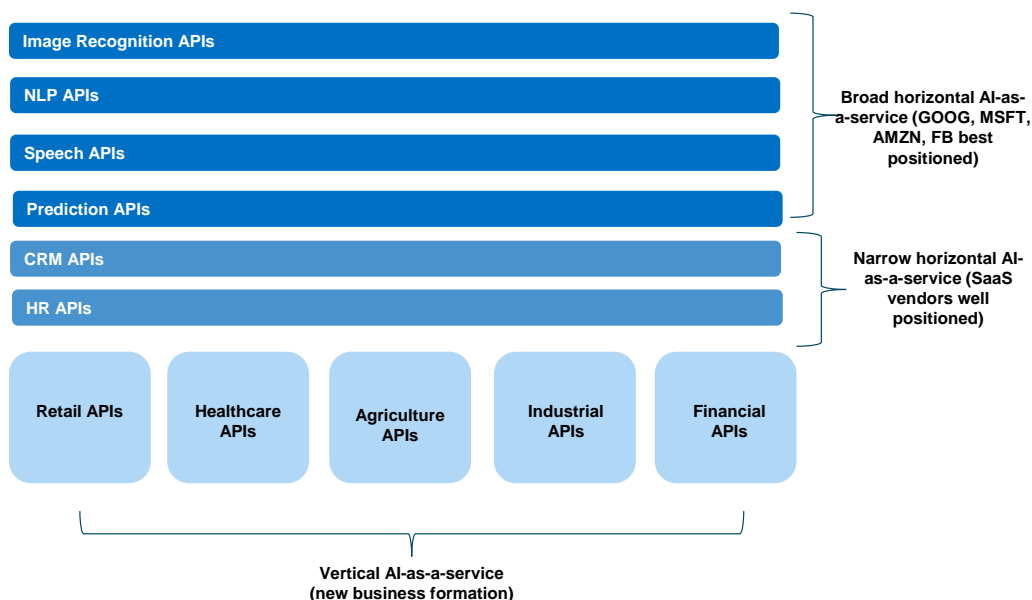 Image Recognition APIs
NLP APIs
Speech APIs
Prediction APIs
Broad horizontal AI-as-
a-service (GOOG, MSFT,
AMZN, FB best
positioned)
CRM APIs
HR APIs
Narrow horizontal AI-
as-a-service (SaaS
vendors well
positioned)
Retail APIs
Healthcare
APIs
Agriculture
APIs
Industrial
APIs
Financial
APIs
Vertical AI-as-a-service
(new business formation)